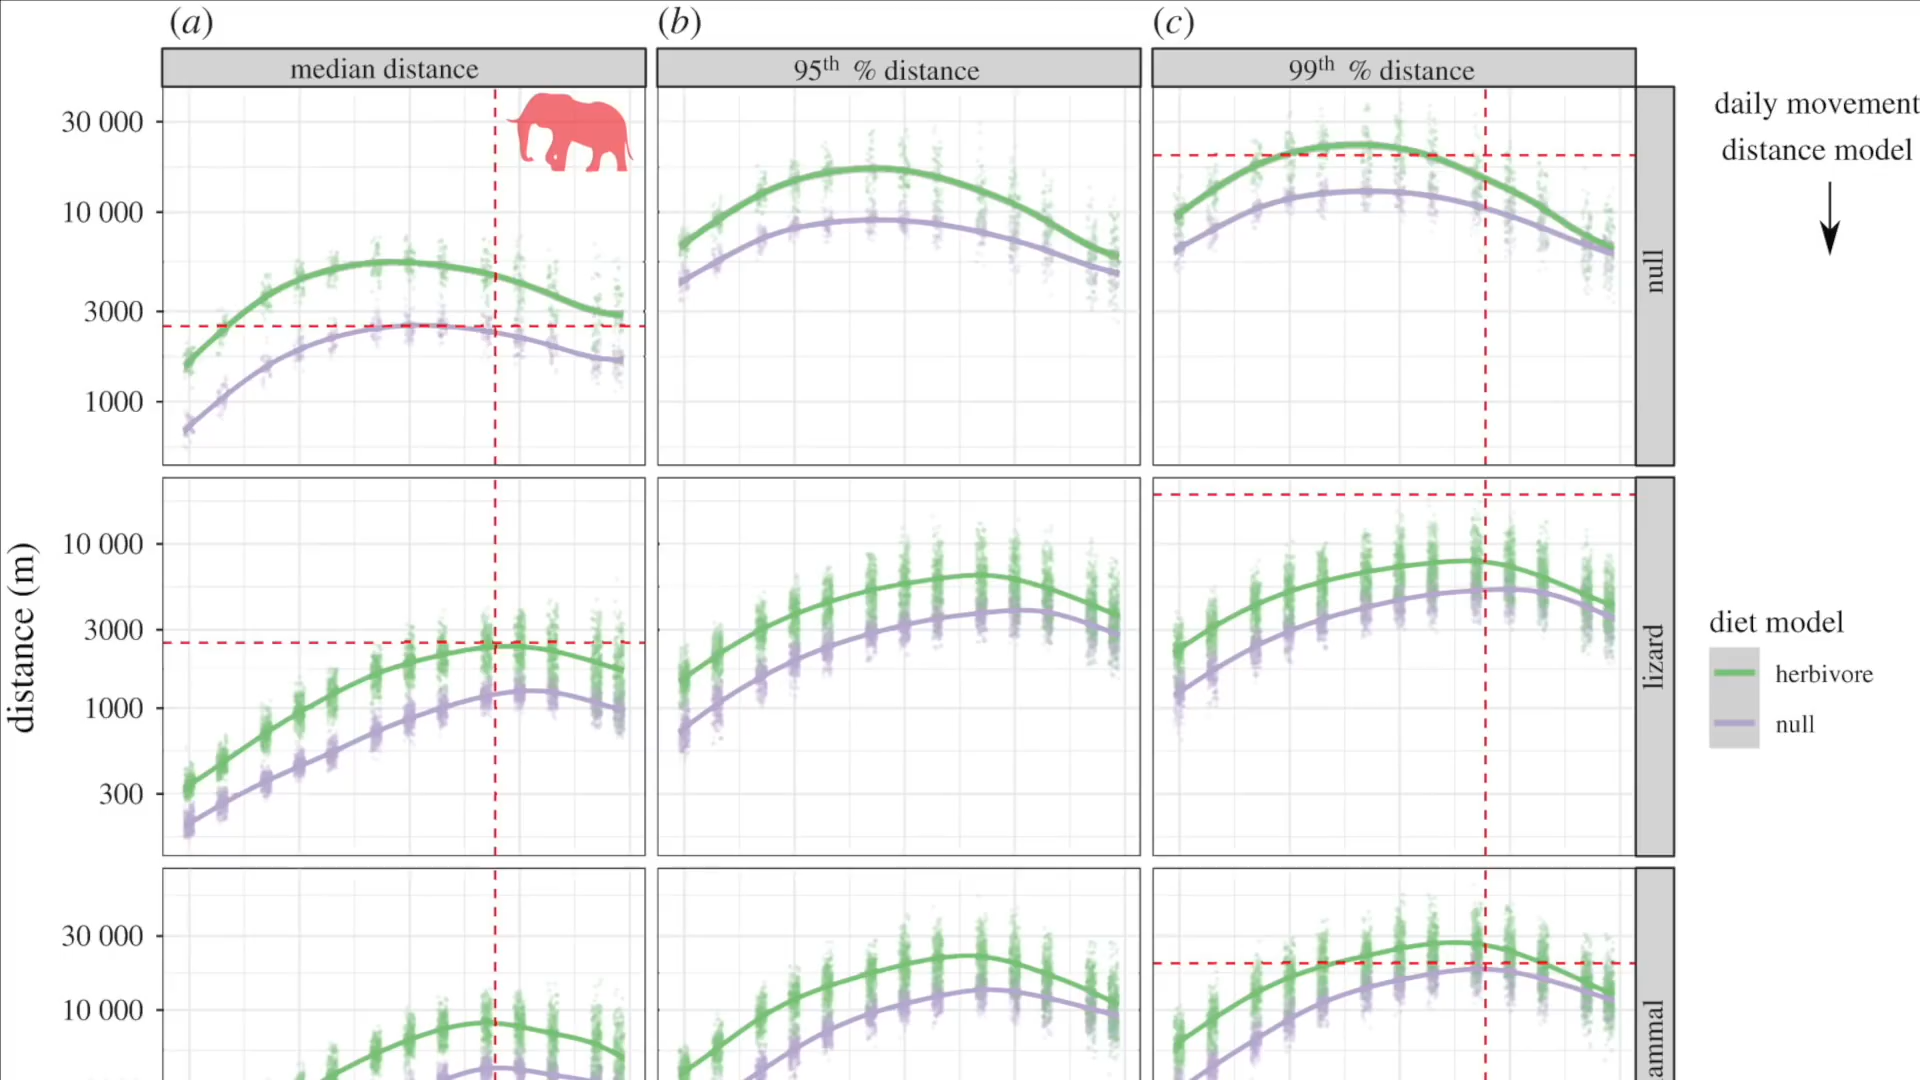 (a)
(b)
(c)
median distance
95th % distance
99th % distance
30 000
10 000
3000
1000
null
daily movement
distance model
10 000
3000
1000
300
lizard
distance (m)
diet model
herbivore
null
30 000
10 000